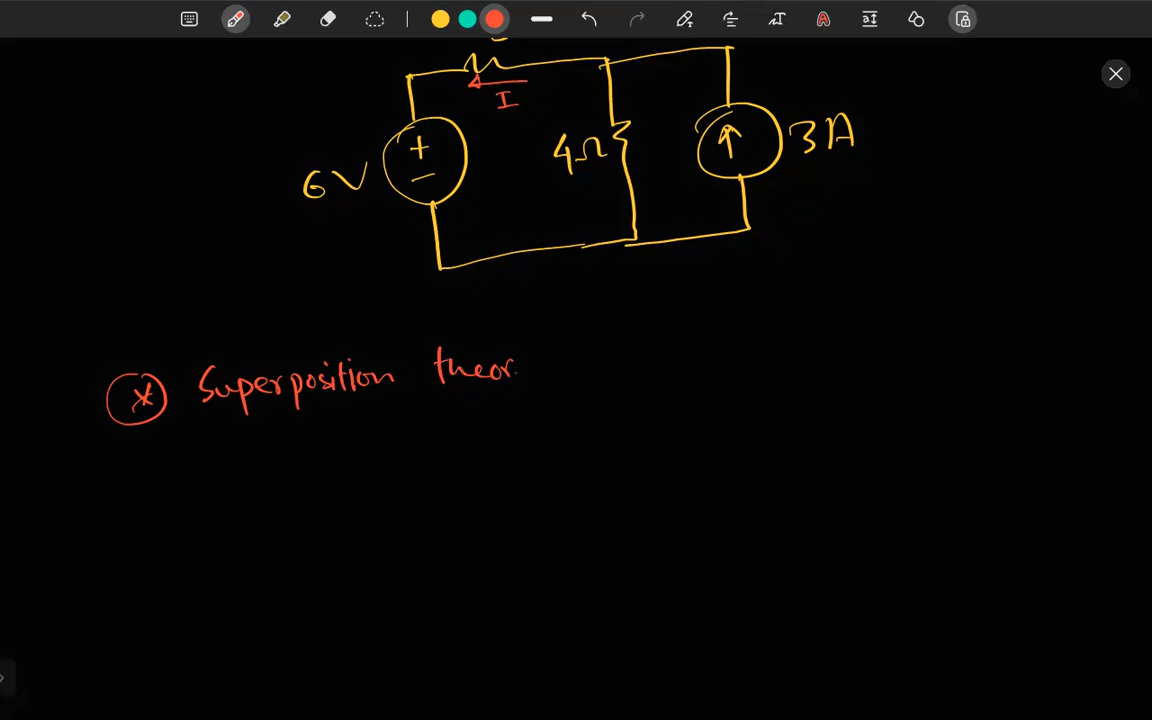 I
+
-
6V
4Ω
3A
* Superposition theor